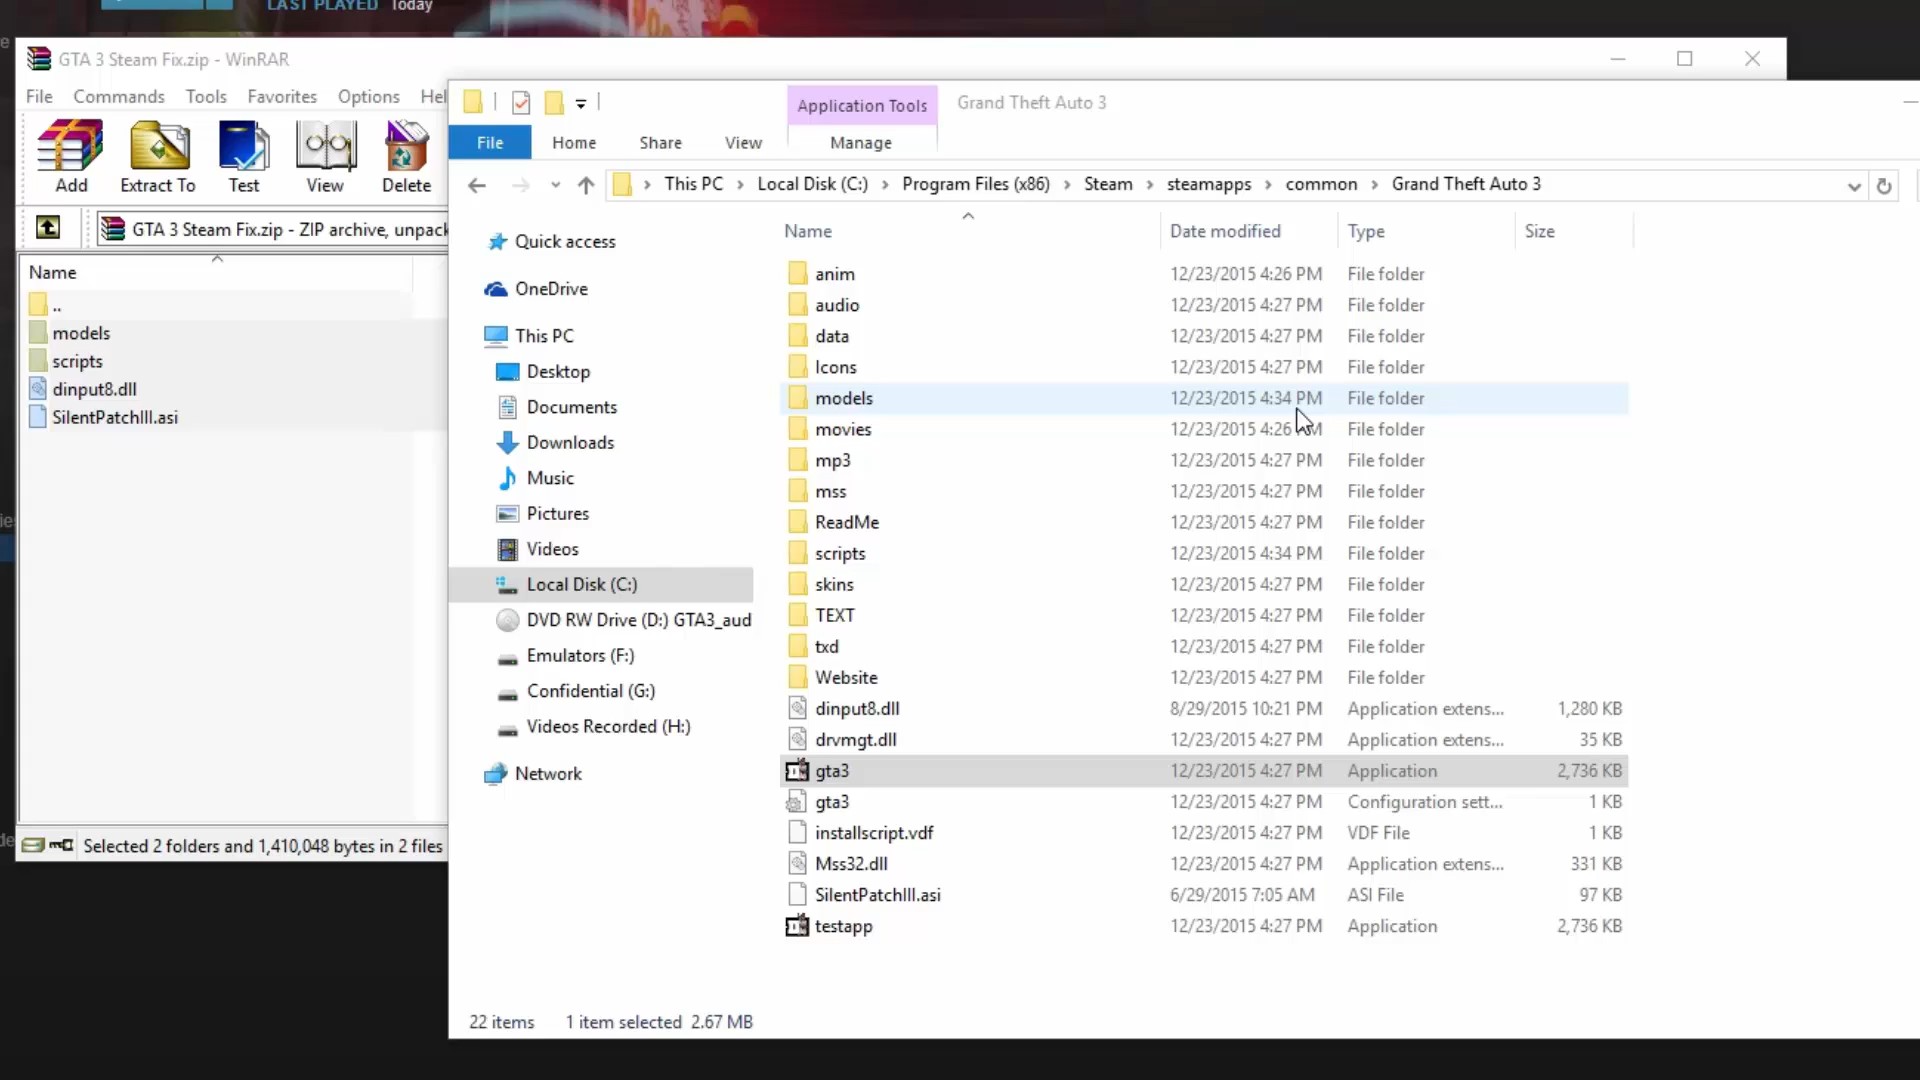 LAST PLAYED Today
GTA 3 Steam Fix.zip - WinRAR
File Commands Tools Favorites Options Hel
Add Extract To Test View Delete
GTA 3 Steam Fix.zip - ZIP archive, unpack
Name
..
models
scripts
dinput8.dll
SilentPatchIII.asi
Selected 2 folders and 1,410,048 bytes in 2 files
Application Tools Grand Theft Auto 3
File Home Share View Manage
This PC Local Disk (C:) Program Files (x86) Steam steamapps common Grand Theft Auto 3
Quick access
OneDrive
This PC
Desktop
Documents
Downloads
Music
Pictures
Videos
Local Disk (C:)
DVD RW Drive (D:) GTA3_aud
Emulators (F:)
Confidential (G:)
Videos Recorded (H:)
Network
Name Date modified Type Size
anim 12/23/2015 4:26 PM File folder
audio 12/23/2015 4:27 PM File folder
data 12/23/2015 4:27 PM File folder
Icons 12/23/2015 4:27 PM File folder
models 12/23/2015 4:34 PM File folder
movies 12/23/2015 4:26 PM File folder
mp3 12/23/2015 4:27 PM File folder
mss 12/23/2015 4:27 PM File folder
ReadMe 12/23/2015 4:27 PM File folder
scripts 12/23/2015 4:34 PM File folder
skins 12/23/2015 4:27 PM File folder
TEXT 12/23/2015 4:27 PM File folder
txd 12/23/2015 4:27 PM File folder
Website 12/23/2015 4:27 PM File folder
dinput8.dll 8/29/2015 10:21 PM Application extens... 1,280 KB
drvmgt.dll 12/23/2015 4:27 PM Application extens... 35 KB
gta3 12/23/2015 4:27 PM Application 2,736 KB
gta3 12/23/2015 4:27 PM Configuration sett... 1 KB
installscript.vdf 12/23/2015 4:27 PM VDF File 1 KB
Mss32.dll 12/23/2015 4:27 PM Application extens... 331 KB
SilentPatchIII.asi 6/29/2015 7:05 AM ASI File 97 KB
testapp 12/23/2015 4:27 PM Application 2,736 KB
22 items 1 item selected 2.67 MB